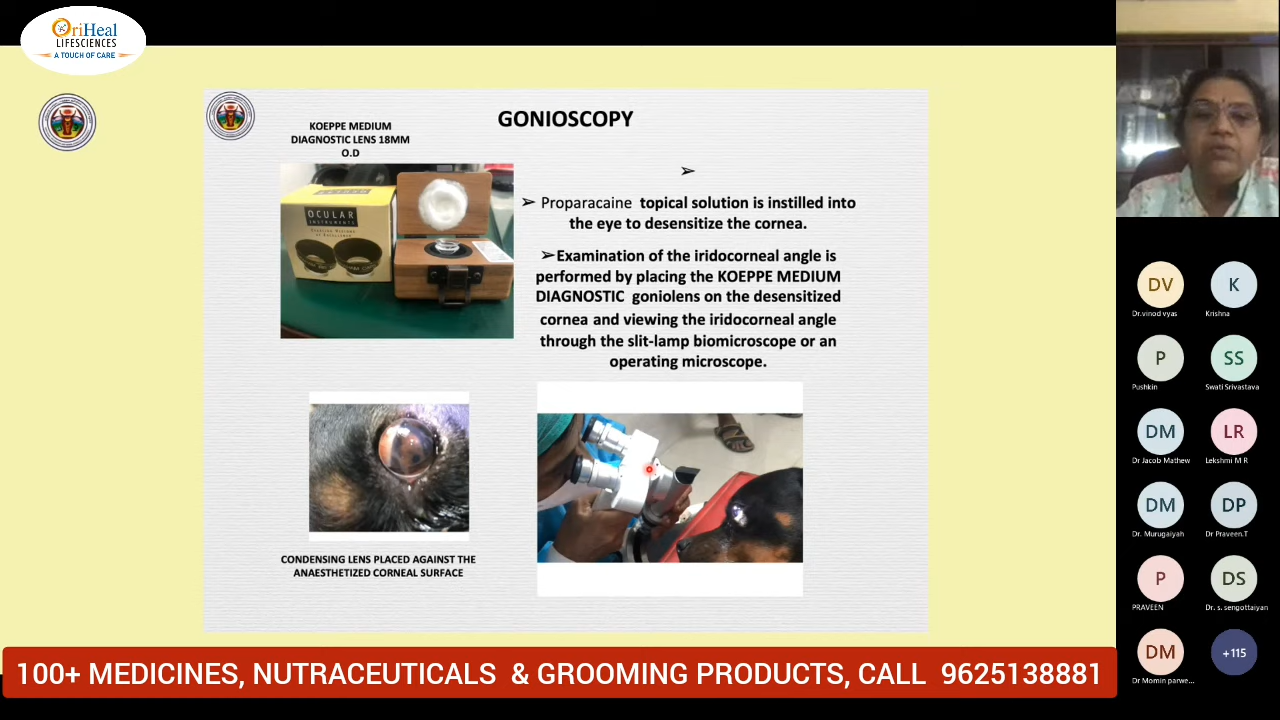 OriHeal
LIFESCIENCES
A TOUCH OF CARE
KOEPPE MEDIUM
DIAGNOSTIC LENS 18MM
O.D
GONIOSCOPY
OCULAR
INSTRUMENTS
➢
➢ Proparacaine topical solution is instilled into
the eye to desensitize the cornea.
➢Examination of the iridocorneal angle is
performed by placing the KOEPPE MEDIUM
DIAGNOSTIC goniolens on the desensitized
cornea and viewing the iridocorneal angle
through the slit-lamp biomicroscope or an
operating microscope.
CONDENSING LENS PLACED AGAINST THE
ANAESTHETIZED CORNEAL SURFACE
100+ MEDICINES, NUTRACEUTICALS & GROOMING PRODUCTS, CALL 9625138881
DV
Dr.vinod vyas
K
Krishna
P
Pushkin
SS
Swati Srivastava
DM
Dr Jacob Mathew
LR
Lekshmi M R
DM
Dr. Murugaiyah
DP
Dr Praveen.T
P
PRAVEEN
DS
Dr. s. sengottaiyan
DM
Dr Momin parwe...
+115